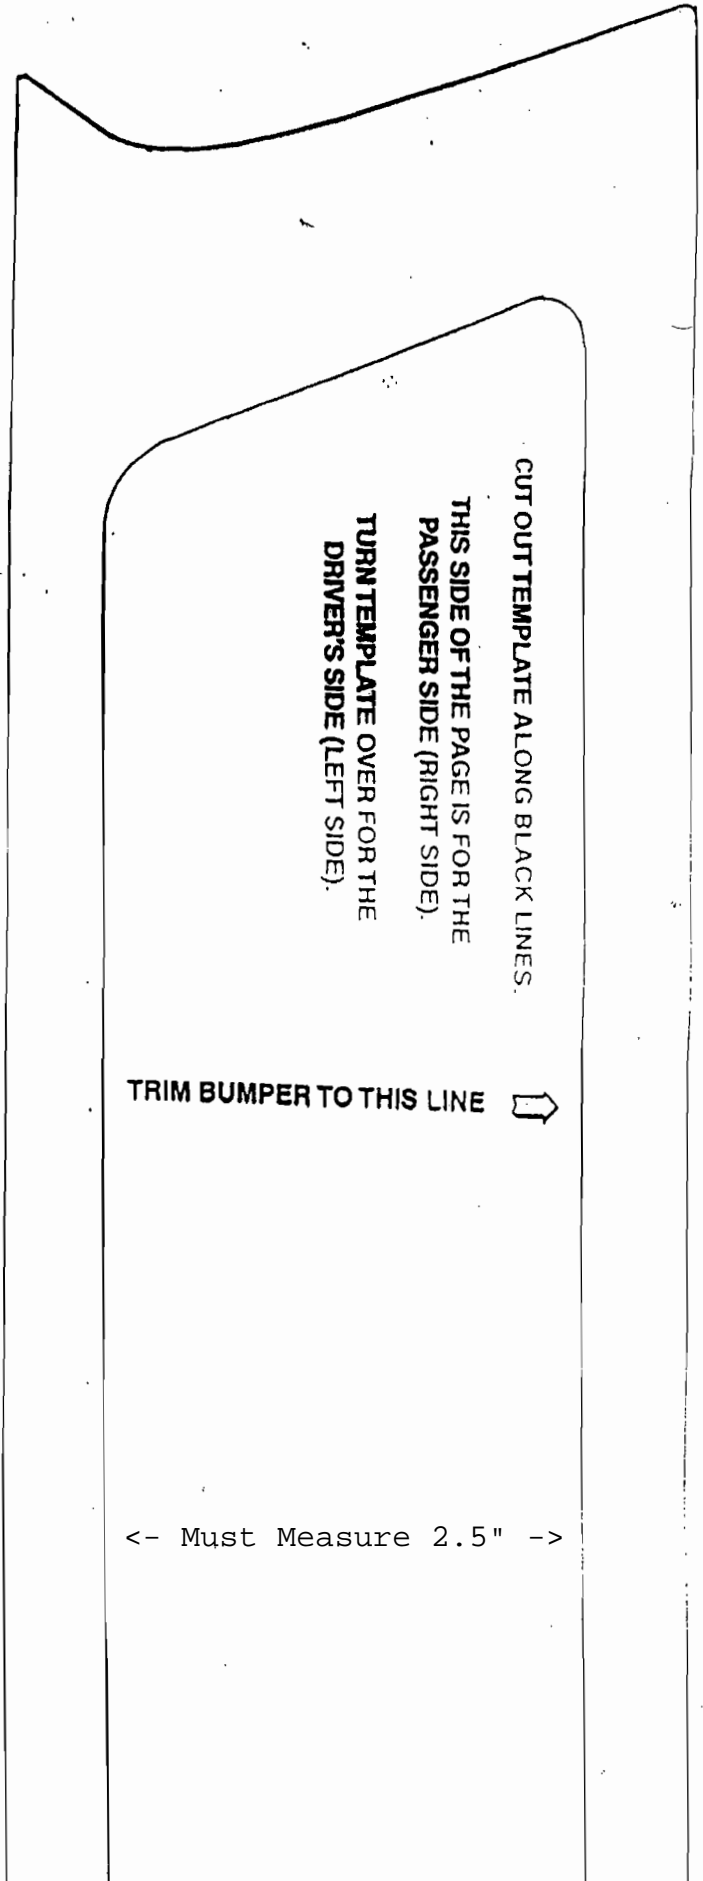 CUT OUT TEMPLATE ALONG BLACK LINES.
THIS SIDE OF THE PAGE IS FOR THE
PASSENGER SIDE (RIGHT SIDE).
TURN TEMPLATE OVER FOR THE
DRIVER'S SIDE (LEFT SIDE).
TRIM BUMPER TO THIS LINE
<- Must Measure 2.5" ->